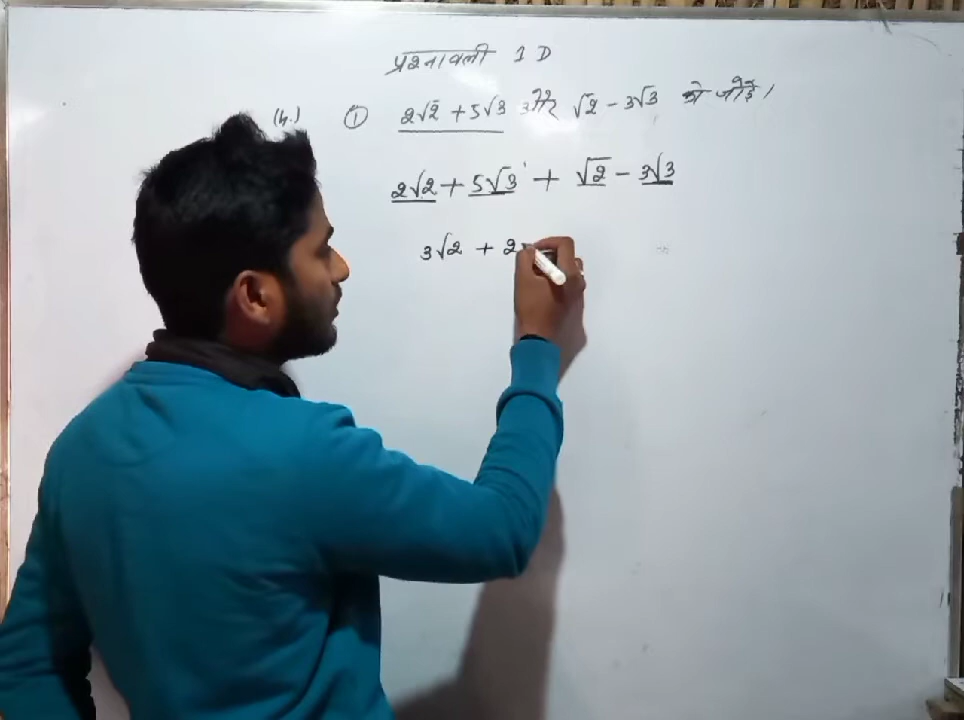 प्रश्नावली 1 D
(4.) ① 2√2 + 5√3 और √2 - 3√3 को जोड़े।
2√2 + 5√3 + √2 - 3√3
3√2 + 2